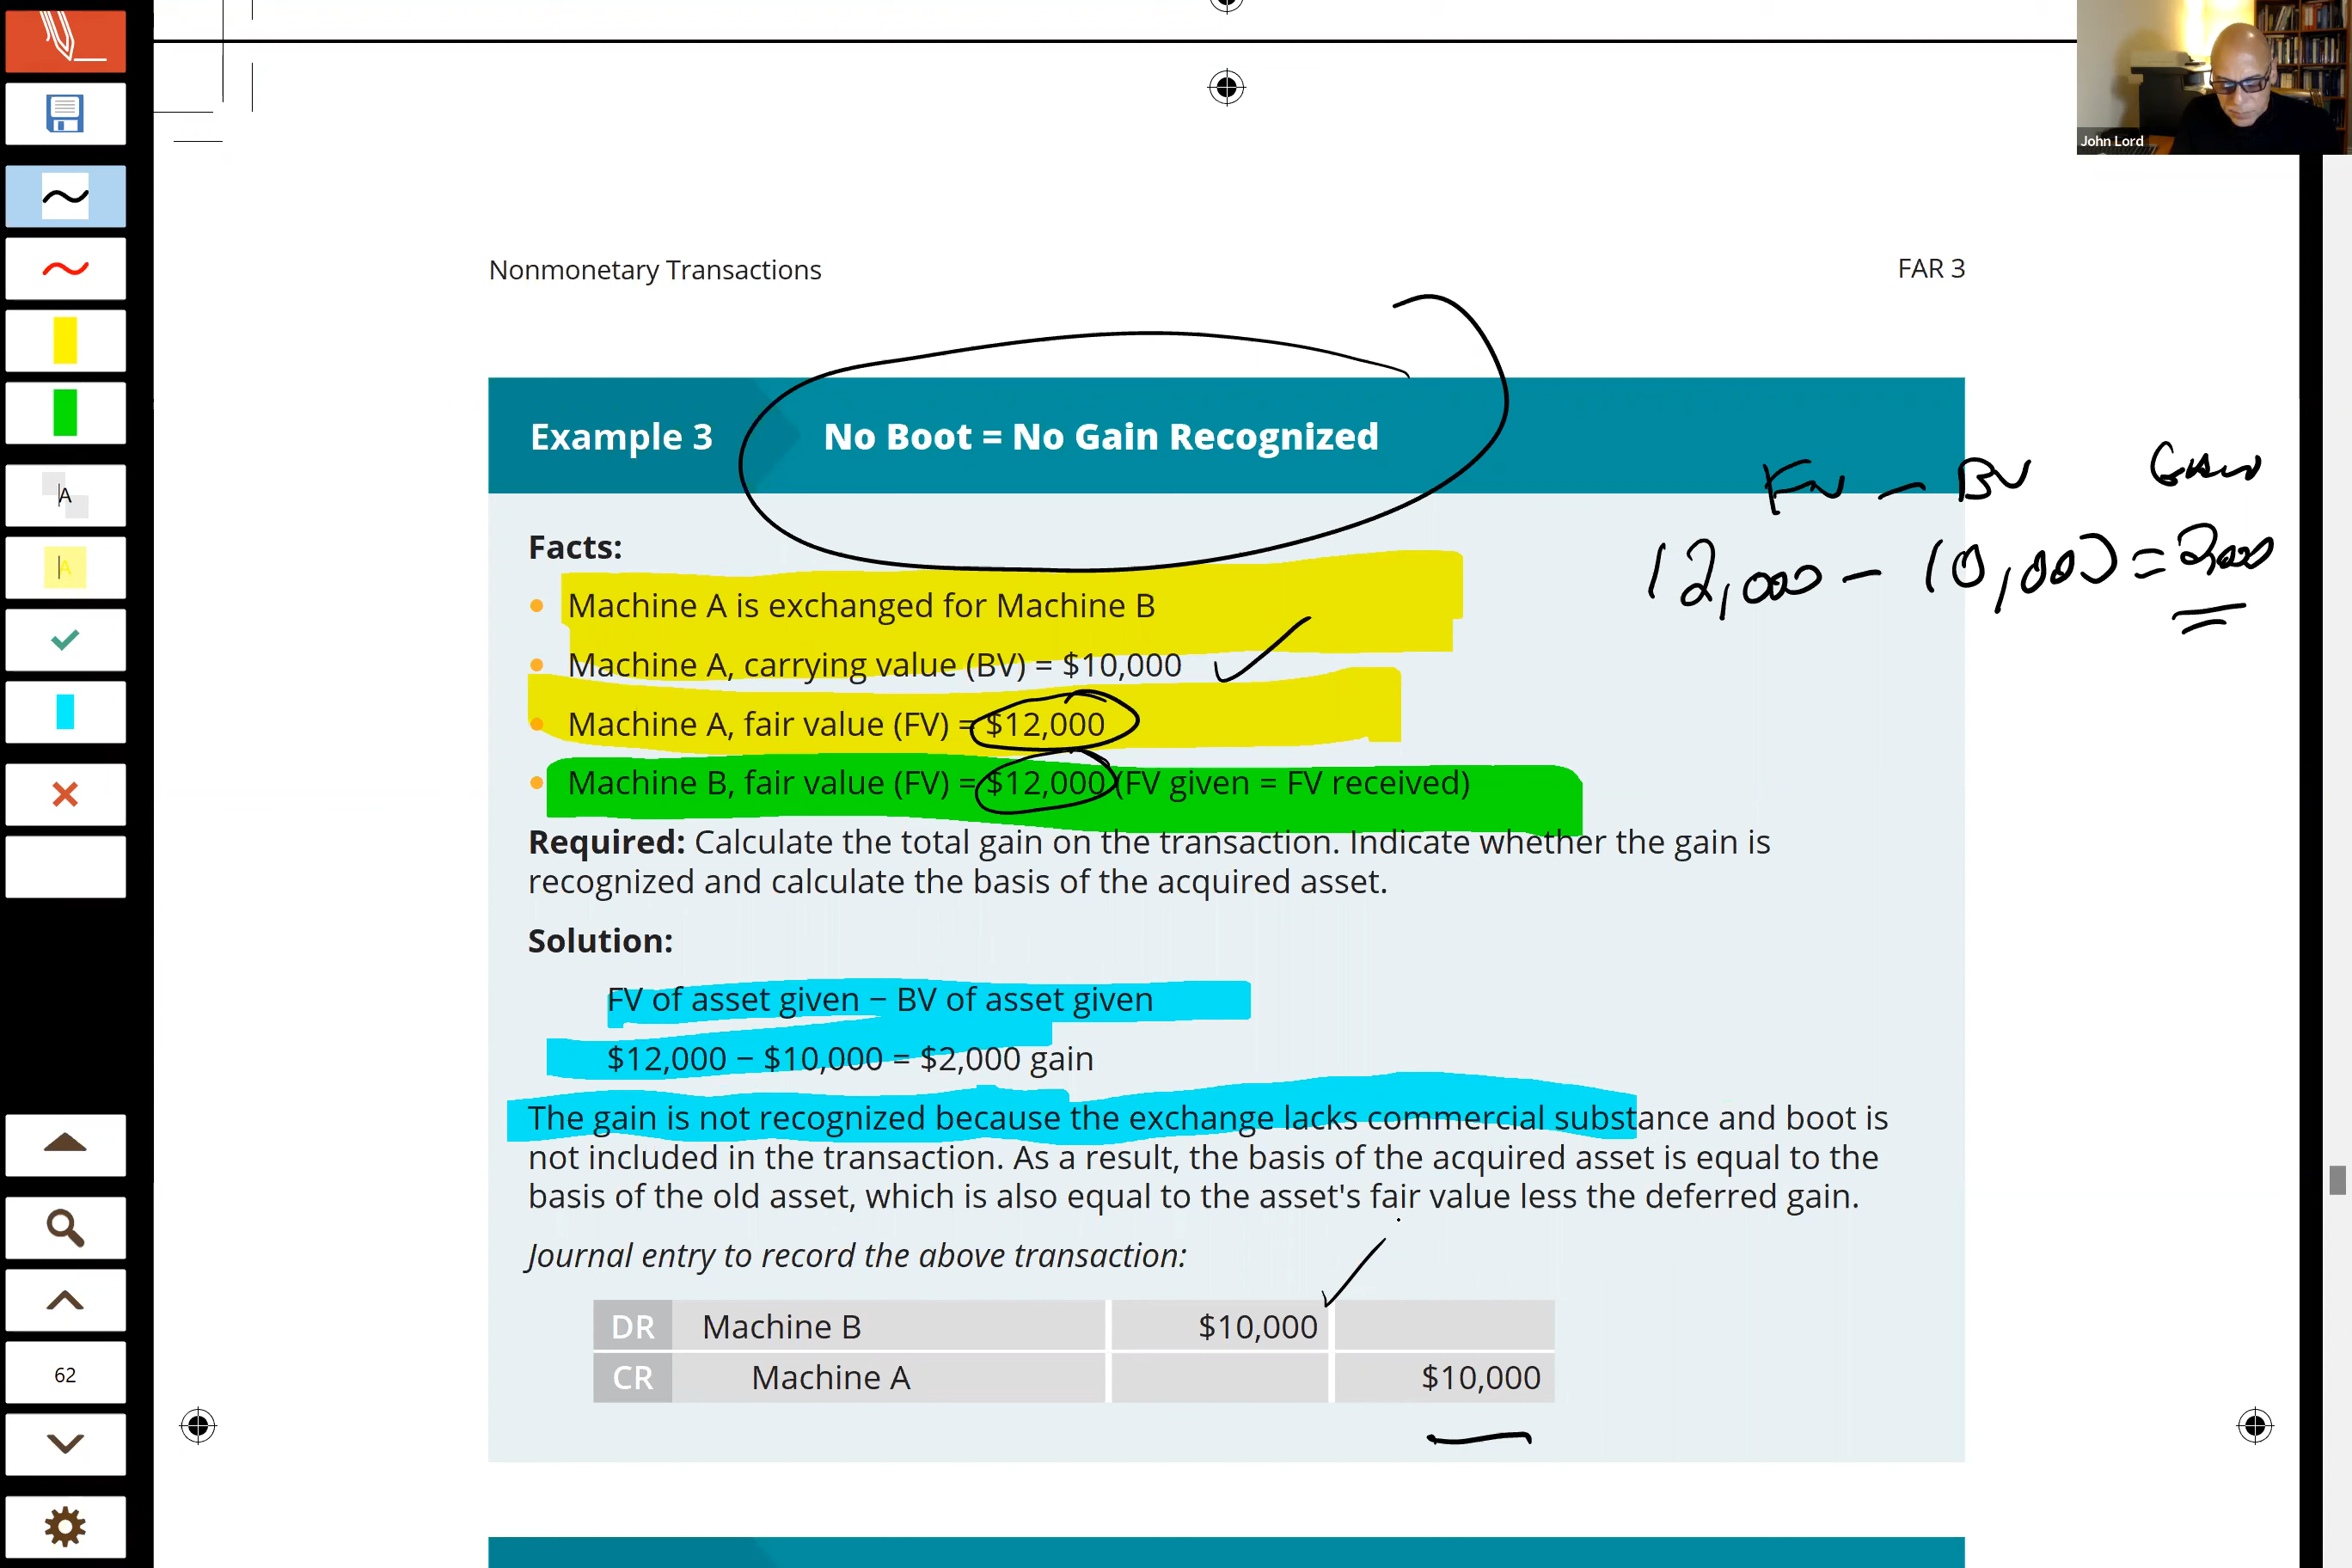 John Lord
Nonmonetary Transactions
FAR 3
Example 3 No Boot = No Gain Recognized
FV - BV Gain
12,000 - 10,000 = 2,000
Facts:
• Machine A is exchanged for Machine B
• Machine A, carrying value (BV) = $10,000
• Machine A, fair value (FV) = $12,000
• Machine B, fair value (FV) = $12,000 (FV given = FV received)
Required: Calculate the total gain on the transaction. Indicate whether the gain is
recognized and calculate the basis of the acquired asset.
Solution:
FV of asset given − BV of asset given
$12,000 − $10,000 = $2,000 gain
The gain is not recognized because the exchange lacks commercial substance and boot is
not included in the transaction. As a result, the basis of the acquired asset is equal to the
basis of the old asset, which is also equal to the asset's fair value less the deferred gain.
Journal entry to record the above transaction:
DR Machine B $10,000
CR Machine A $10,000
A
A
62